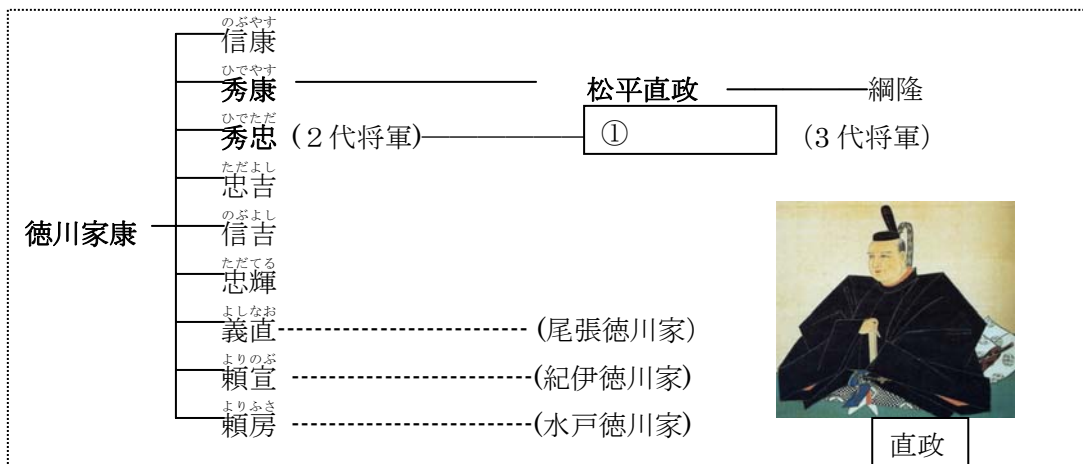 のぶやす
信康
ひでやす
秀康 松平直政 綱隆
ひでただ
秀忠 (2代将軍) ① (3代将軍)
ただよし
忠吉
のぶよし
徳川家康 信吉
ただてる
忠輝
よしなお
義直 (尾張徳川家)
よりのぶ
頼宣 (紀伊徳川家)
よりふさ
頼房 (水戸徳川家)
直政